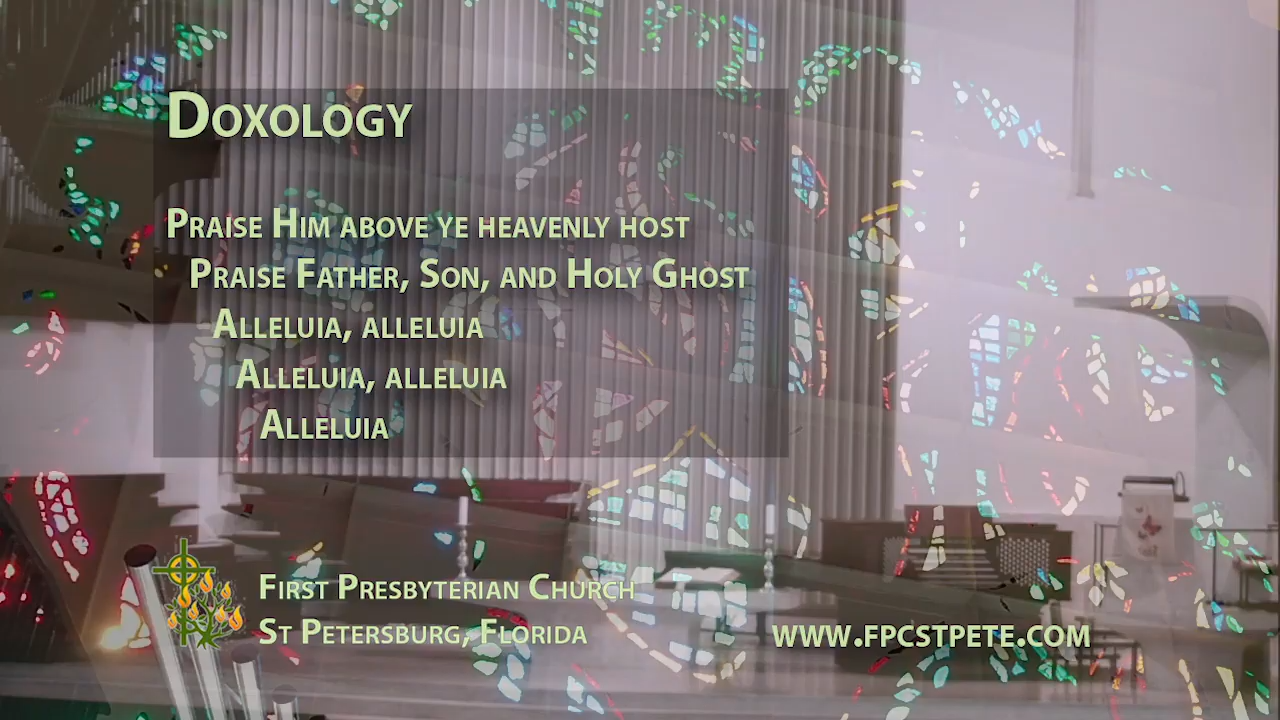 Doxology
Praise Him above ye heavenly host
Praise Father, Son, and Holy Ghost
Alleluia, alleluia
Alleluia, alleluia
Alleluia
First Presbyterian Church
St Petersburg, Florida
www.fpcstpete.com